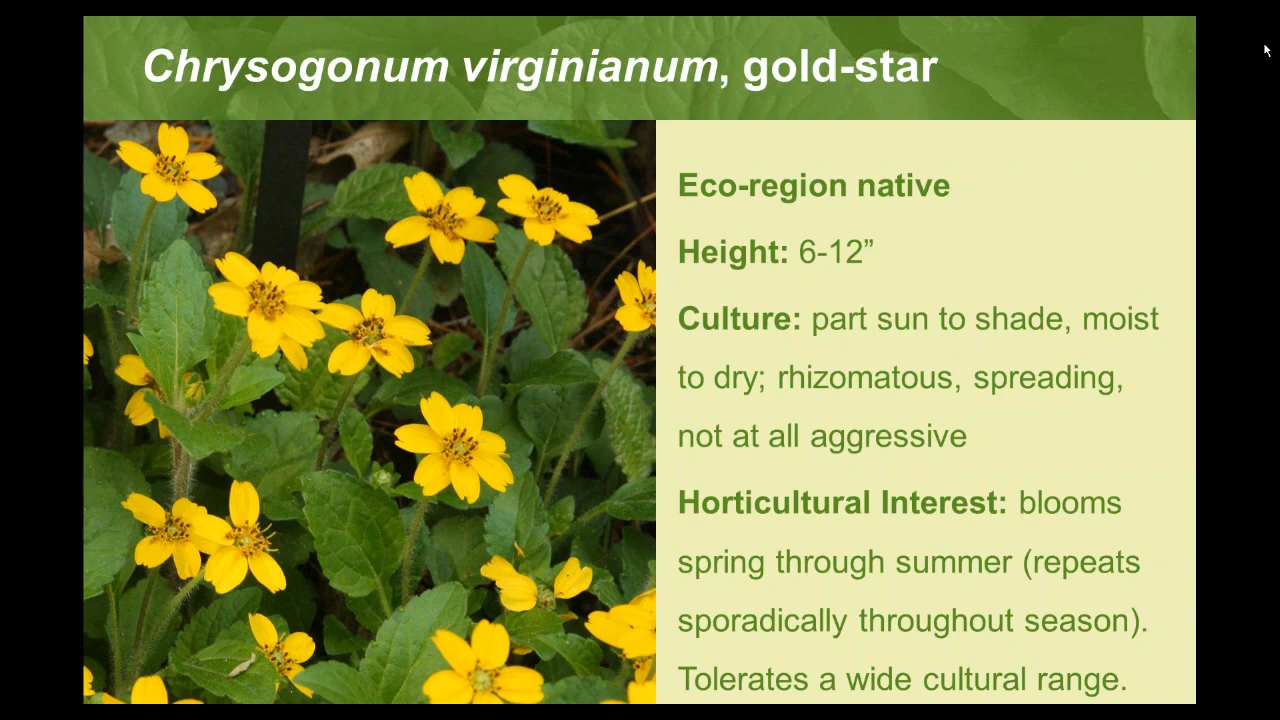 Chrysogonum virginianum, gold-star
Eco-region native
Height: 6-12”
Culture: part sun to shade, moist
to dry; rhizomatous, spreading,
not at all aggressive
Horticultural Interest: blooms
spring through summer (repeats
sporadically throughout season).
Tolerates a wide cultural range.